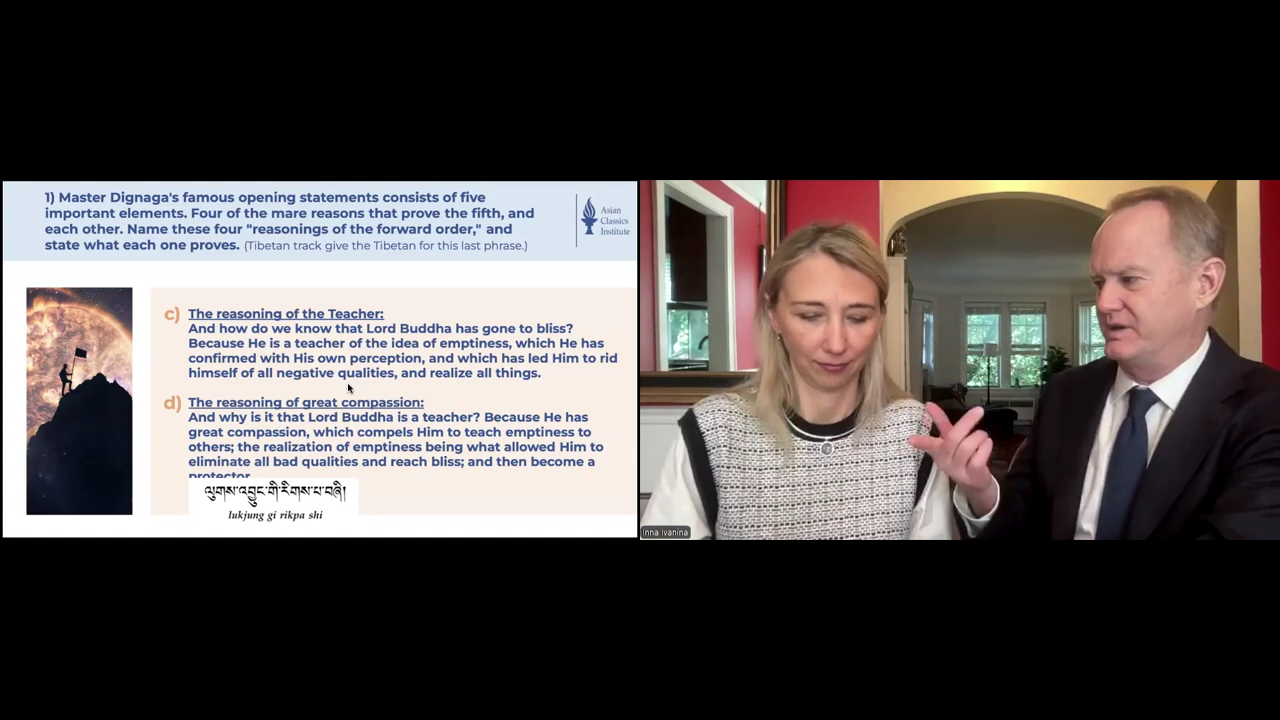 1) Master Dignaga's famous opening statements consists of five
important elements. Four of the mare reasons that prove the fifth, and
each other. Name these four "reasonings of the forward order," and
state what each one proves. (Tibetan track give the Tibetan for this last phrase.)
Asian
Classics
Institute
c) The reasoning of the Teacher:
And how do we know that Lord Buddha has gone to bliss?
Because He is a teacher of the idea of emptiness, which He has
confirmed with His own perception, and which has led Him to rid
himself of all negative qualities, and realize all things.
d) The reasoning of great compassion:
And why is it that Lord Buddha is a teacher? Because He has
great compassion, which compels Him to teach emptiness to
others; the realization of emptiness being what allowed Him to
eliminate all bad qualities and reach bliss; and then become a
protector
ལུགས་འབྱུང་གི་རིགས་པ་བཞི།
lukjung gi rikpa shi
Inna Ivanina